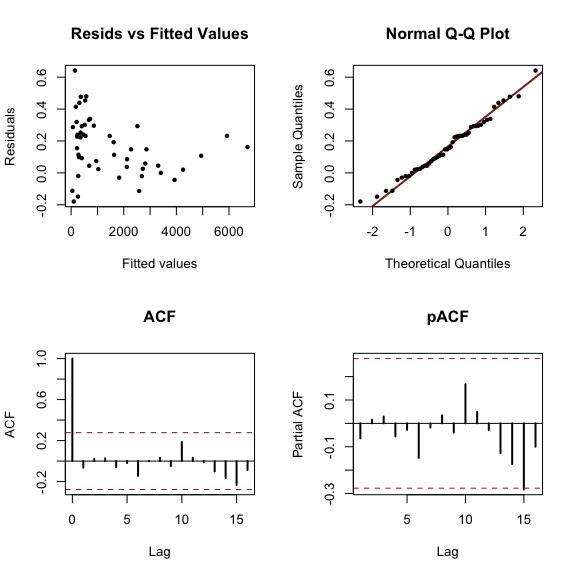 Resids vs Fitted Values
Residuals
-0.2 0.0 0.2 0.4 0.6
0 2000 4000 6000
Fitted values
Normal Q-Q Plot
Sample Quantiles
-0.2 0.0 0.2 0.4 0.6
-2 -1 0 1 2
Theoretical Quantiles
ACF
ACF
-0.2 0.2 0.6 1.0
0 5 10 15
Lag
pACF
Partial ACF
-0.3 -0.1 0.1
5 10 15
Lag